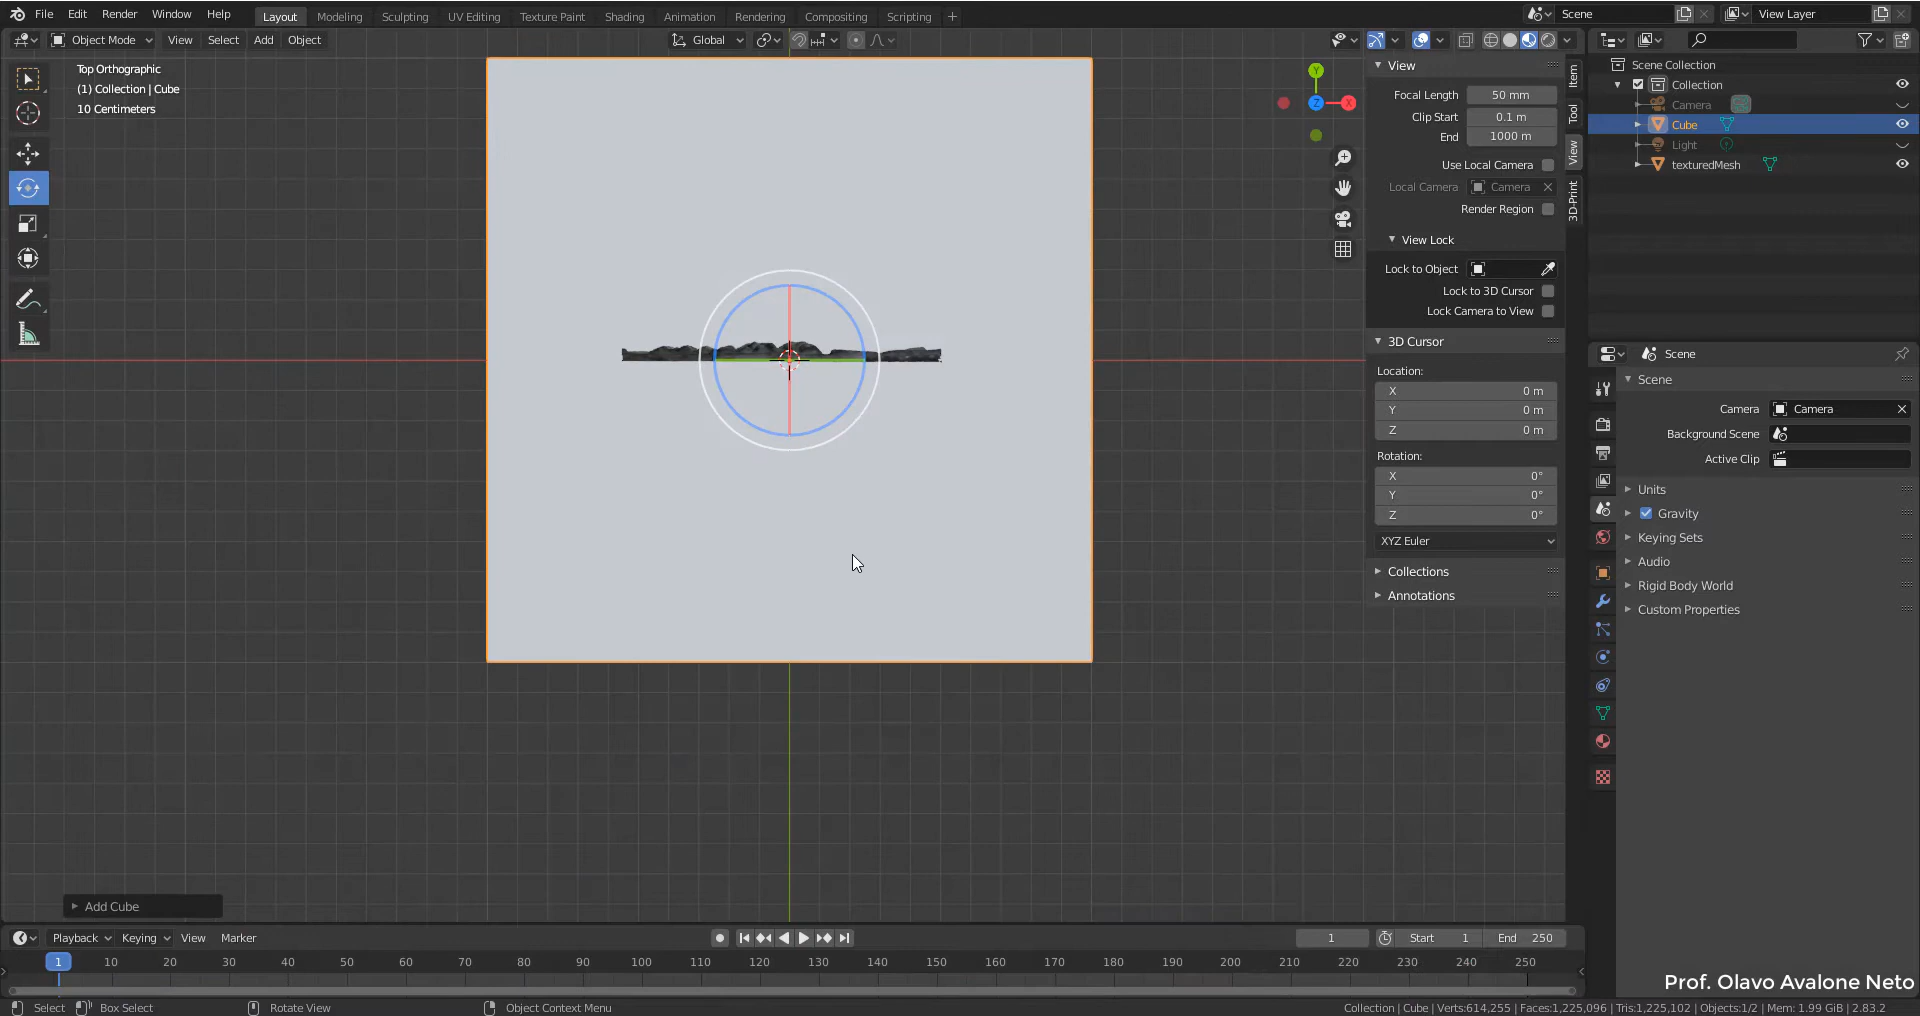 File Edit Render Window Help Layout Modeling Sculpting UV Editing Texture Paint Shading Animation Rendering Compositing Scripting + Scene View Layer
Object Mode View Select Add Object Global
Top Orthographic
(1) Collection | Cube
10 Centimeters
Y
Z
X
View
Focal Length 50 mm
Clip Start 0.1 m
End 1000 m
Use Local Camera
Local Camera Camera
Render Region
View Lock
Lock to Object
Lock to 3D Cursor
Lock Camera to View
3D Cursor
Location:
X 0 m
Y 0 m
Z 0 m
Rotation:
X 0°
Y 0°
Z 0°
XYZ Euler
Collections
Annotations
Item
Tool
View
3D-Print
Scene Collection
Collection
Camera
Cube
Light
texturedMesh
Scene
Scene
Camera Camera
Background Scene
Active Clip
Units
Gravity
Keying Sets
Audio
Rigid Body World
Custom Properties
Add Cube
Playback Keying View Marker 1 Start 1 End 250
1 10 20 30 40 50 60 70 80 90 100 110 120 130 140 150 160 170 180 190 200 210 220 230 240 250
Prof. Olavo Avalone Neto
Select Box Select Rotate View Object Context Menu Collection | Cube | Verts:614,255 | Faces:1,225,096 | Tris:1,225,102 | Objects:1/2 | Mem: 1.99 GiB | 2.83.2